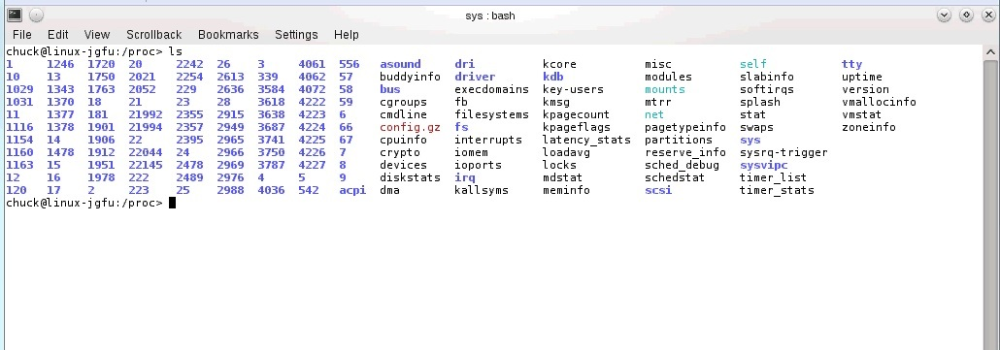 sys : bash
File Edit View Scrollback Bookmarks Settings Help
chuck@linux-jgfu:/proc> ls
1 1246 1720 20 2242 26 3 4061 556 asound dri kcore misc self tty
10 13 1750 2021 2254 2613 339 4062 57 buddyinfo driver kdb modules slabinfo uptime
1029 1343 1763 2052 229 2636 3584 4072 58 bus execdomains key-users mounts softirqs version
1031 1370 18 21 23 28 3618 4222 59 cgroups fb kmsg mtrr splash vmallocinfo
11 1377 181 21992 2355 2915 3638 4223 6 cmdline filesystems kpagecount net stat vmstat
1116 1378 1901 21994 2357 2949 3687 4224 66 config.gz fs kpageflags pagetypeinfo swaps zoneinfo
1154 14 1906 22 2395 2965 3741 4225 67 cpuinfo interrupts latency_stats partitions sys
1160 1478 1912 22044 24 2966 3750 4226 7 crypto iomem loadavg reserve_info sysrq-trigger
1163 15 1951 22145 2478 2969 3787 4227 8 devices ioports locks sched_debug sysvipc
12 16 1978 222 2489 2976 4 5 9 diskstats irq mdstat schedstat timer_list
120 17 2 223 25 2988 4036 542 acpi dma kallsyms meminfo scsi timer_stats
chuck@linux-jgfu:/proc>